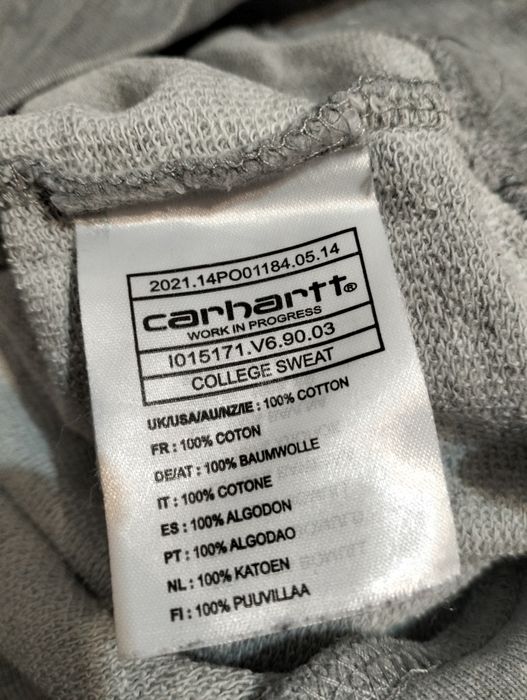 2021.14PO01184.05.14
carhartt®
WORK IN PROGRESS
I015171.V6.90.03
COLLEGE SWEAT
UK/USA/AU/NZ/IE : 100% COTTON
FR : 100% COTON
DE/AT : 100% BAUMWOLLE
IT : 100% COTONE
ES : 100% ALGODON
PT : 100% ALGODAO
NL : 100% KATOEN
FI : 100% PUUVILLAA